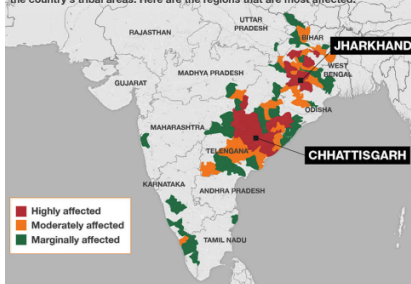 the country's tribal areas. Here are the regions that are most affected.
UTTAR
PRADESH
RAJASTHAN
BIHAR
JHARKHAND
WEST
BENGAL
MADHYA PRADESH
GUJARAT
ODISHA
MAHARASHTRA
TELENGANA
CHHATTISGARH
KARNATAKA
ANDHRA PRADESH
Highly affected
Moderately affected
Marginally affected
TAMIL NADU